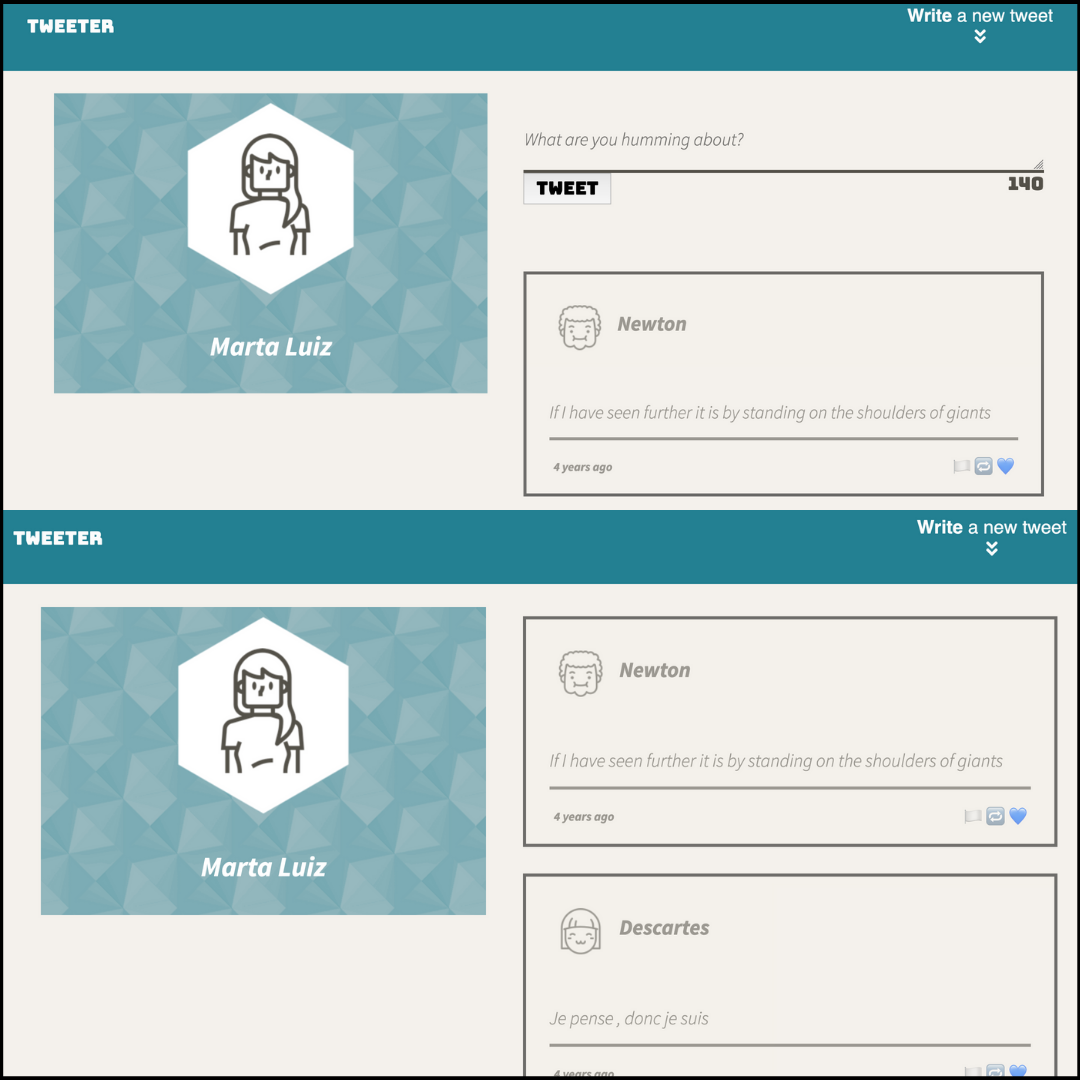 TWEETER
Write a new tweet
Marta Luiz
What are you humming about?
TWEET
140
Newton
If I have seen further it is by standing on the shoulders of giants
4 years ago
TWEETER
Write a new tweet
Marta Luiz
Newton
If I have seen further it is by standing on the shoulders of giants
4 years ago
Descartes
Je pense , donc je suis
4 years ago